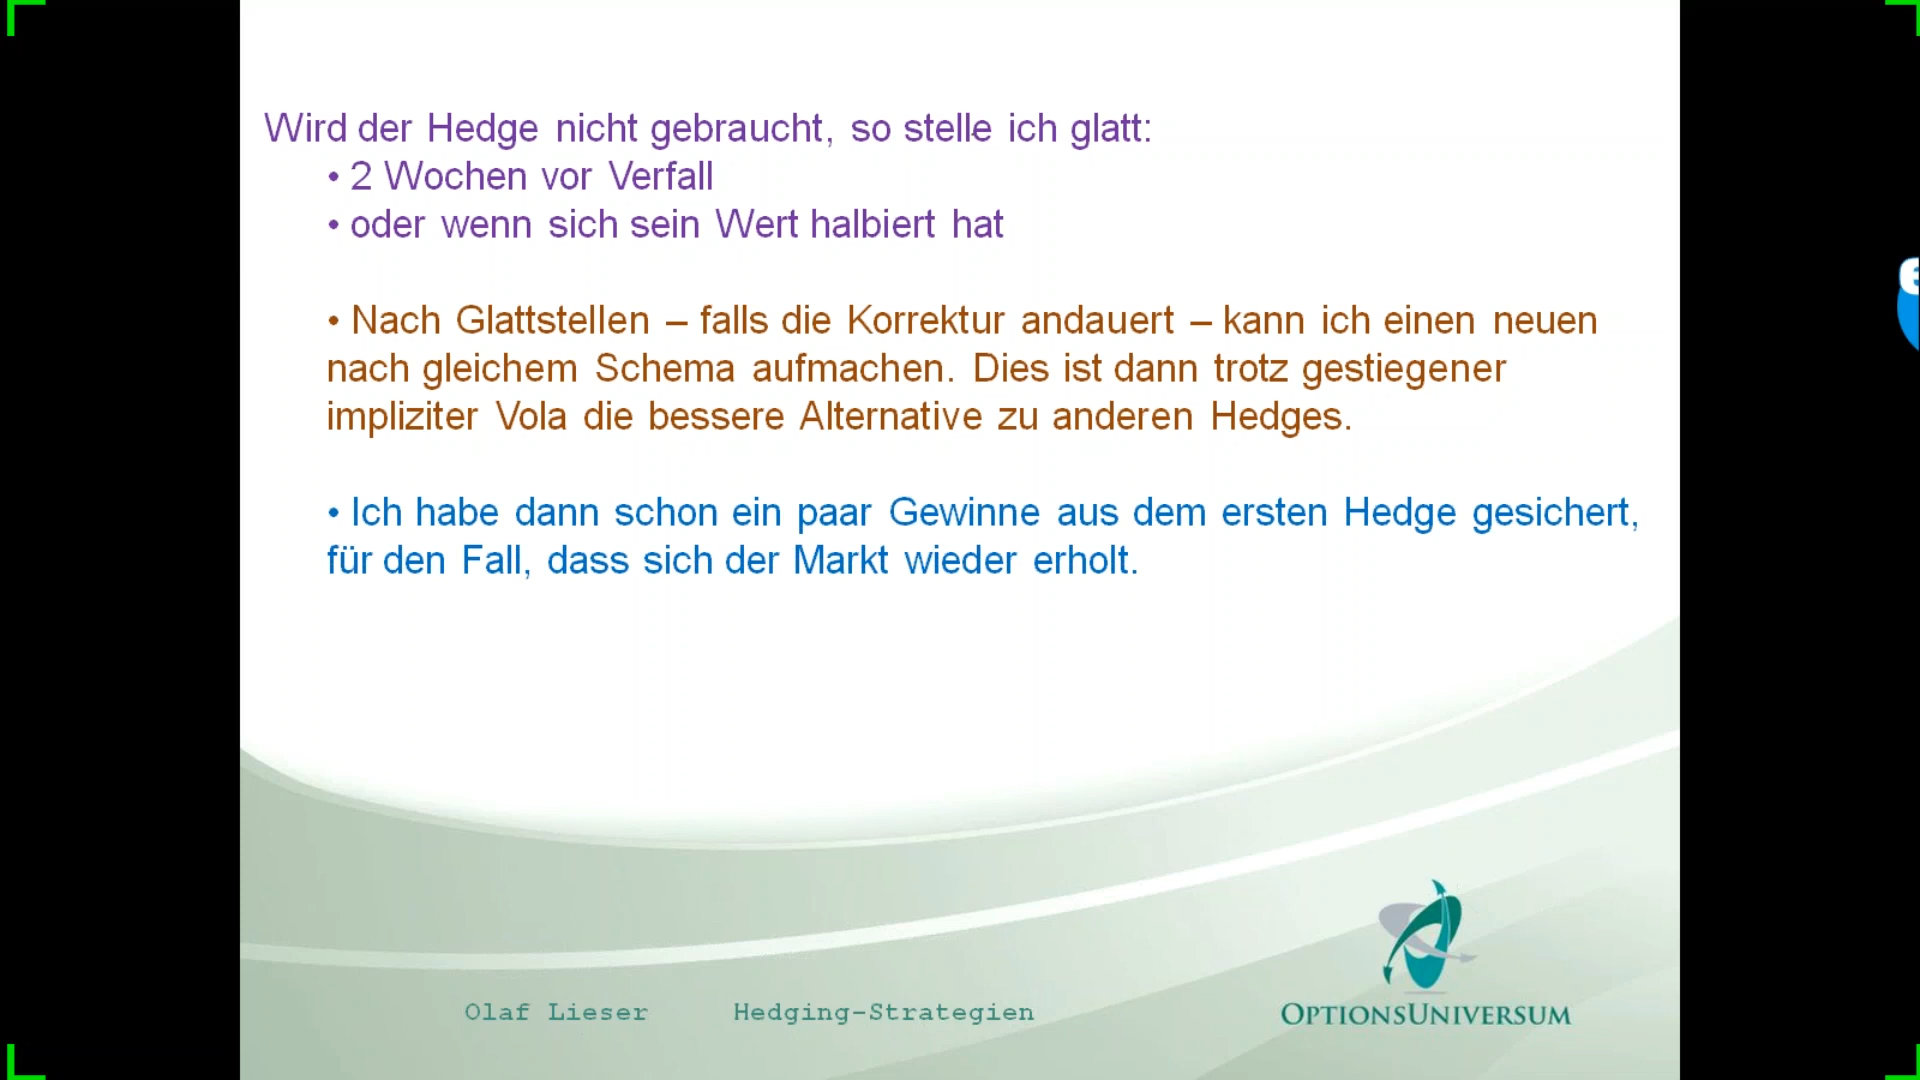 Wird der Hedge nicht gebraucht, so stelle ich glatt:
• 2 Wochen vor Verfall
• oder wenn sich sein Wert halbiert hat
• Nach Glattstellen – falls die Korrektur andauert – kann ich einen neuen
nach gleichem Schema aufmachen. Dies ist dann trotz gestiegener
impliziter Vola die bessere Alternative zu anderen Hedges.
• Ich habe dann schon ein paar Gewinne aus dem ersten Hedge gesichert,
für den Fall, dass sich der Markt wieder erholt.
Olaf Lieser Hedging-Strategien
OPTIONSUNIVERSUM